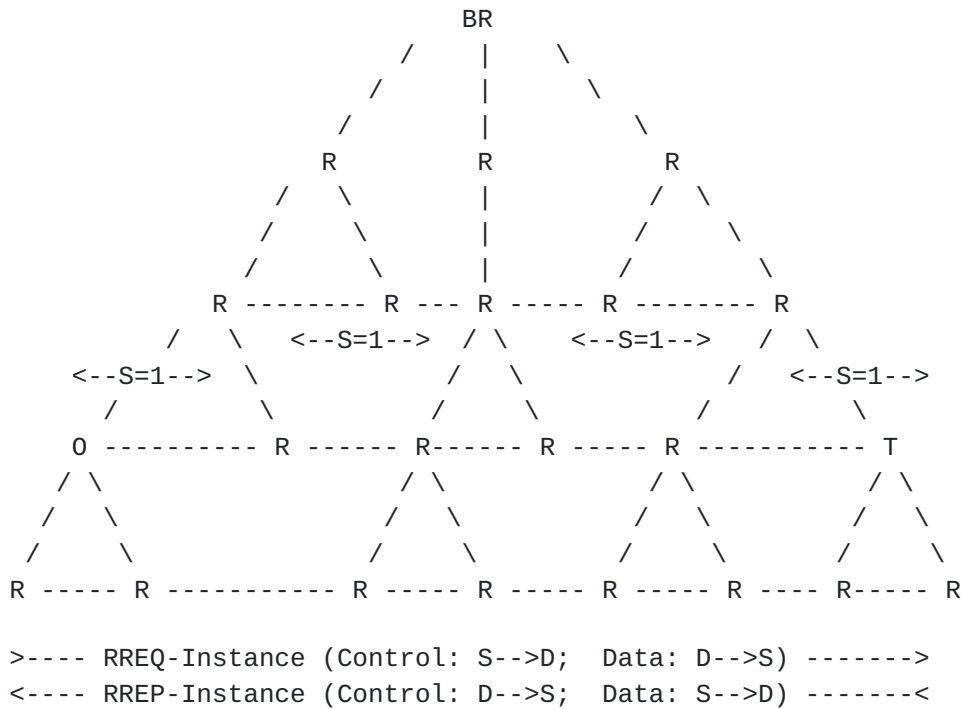 BR
/ | \
/ | \
/ | \
R R R
/ \ | / \
/ \ | / \
/ \ | / \
R -------- R --- R ----- R -------- R
/ \ <--S=1--> / \ <--S=1--> / \
<--S=1--> \ / \ / <--S=1-->
/ \ / \ / \
O ---------- R ------ R------ R ----- R ----------- T
/ \ / \ / \ / \
/ \ / \ / \ / \
/ \ / \ / \ / \
R ----- R ----------- R ----- R ----- R ----- R ---- R----- R
>---- RREQ-Instance (Control: S-->D; Data: D-->S) ------->
<---- RREP-Instance (Control: D-->S; Data: S-->D) -------<